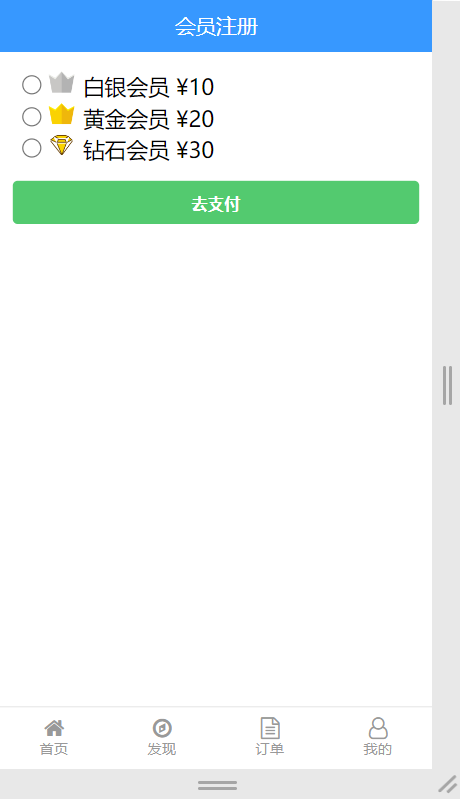 会员注册
白银会员 ¥10
黄金会员 ¥20
钻石会员 ¥30
去支付
首页 发现 订单 我的